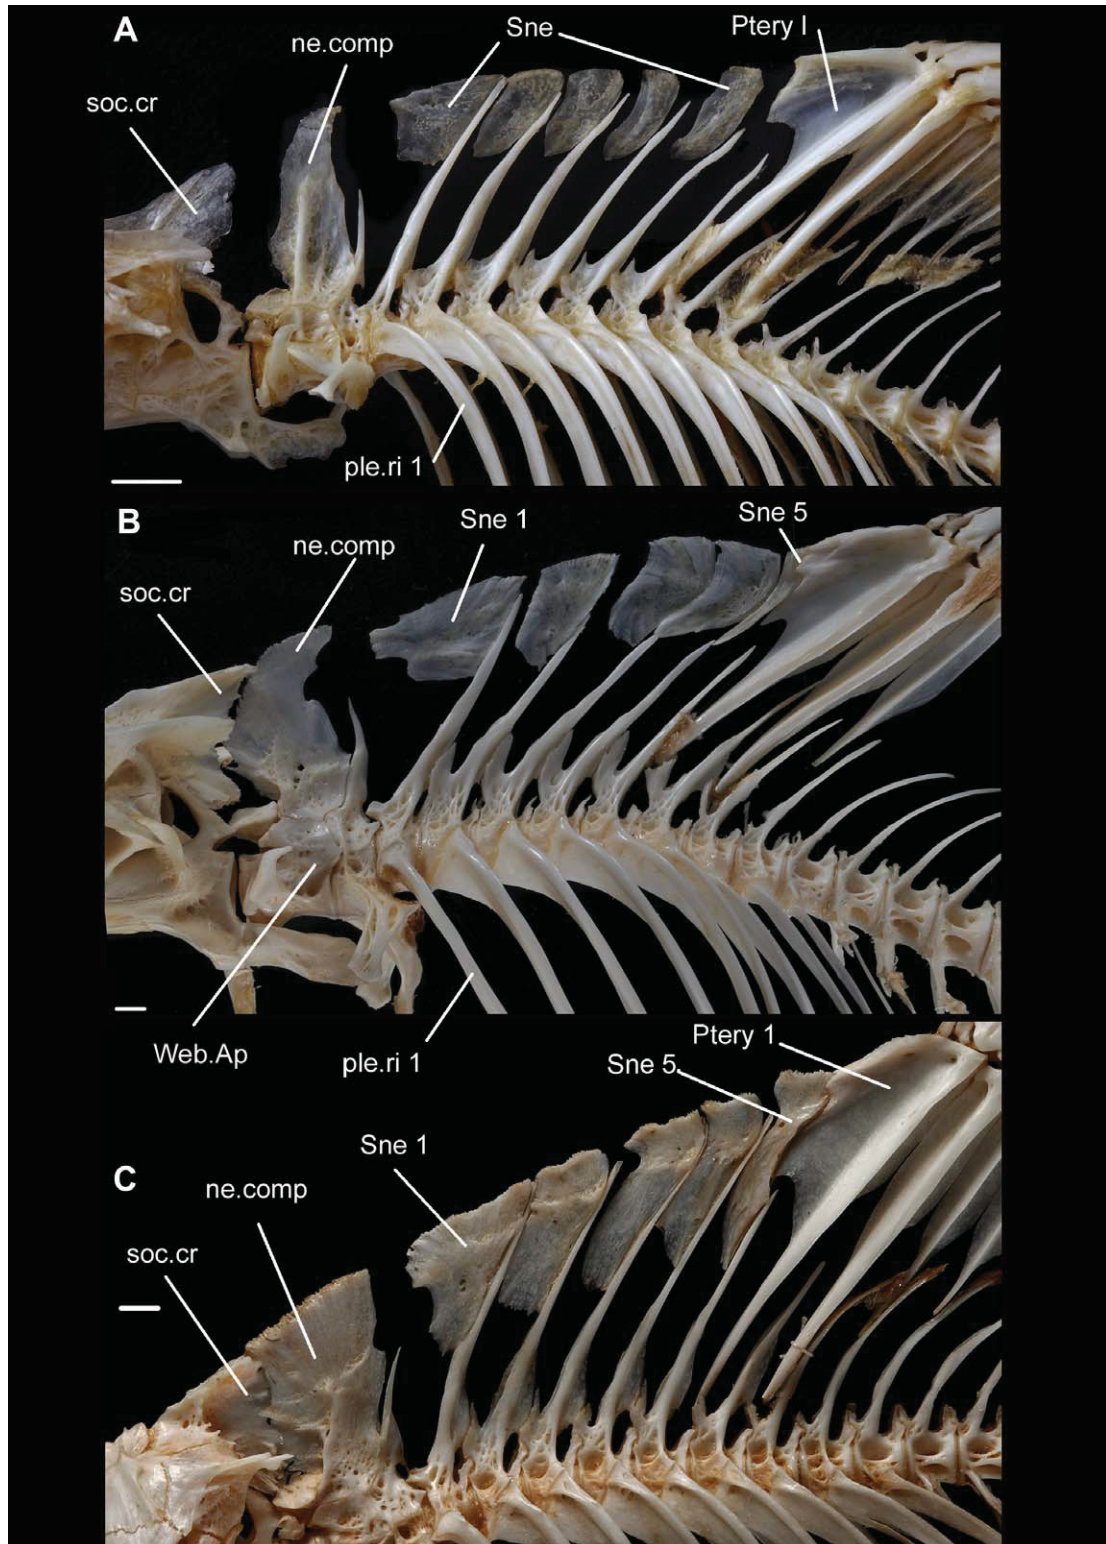 A
ne.comp
Sne
Ptery I
soc.cr
ple.ri 1
B
Sne 1
Sne 5
ne.comp
soc.cr
Web.Ap
ple.ri 1
Ptery 1
Sne 5
Sne 1
C
ne.comp
soc.cr